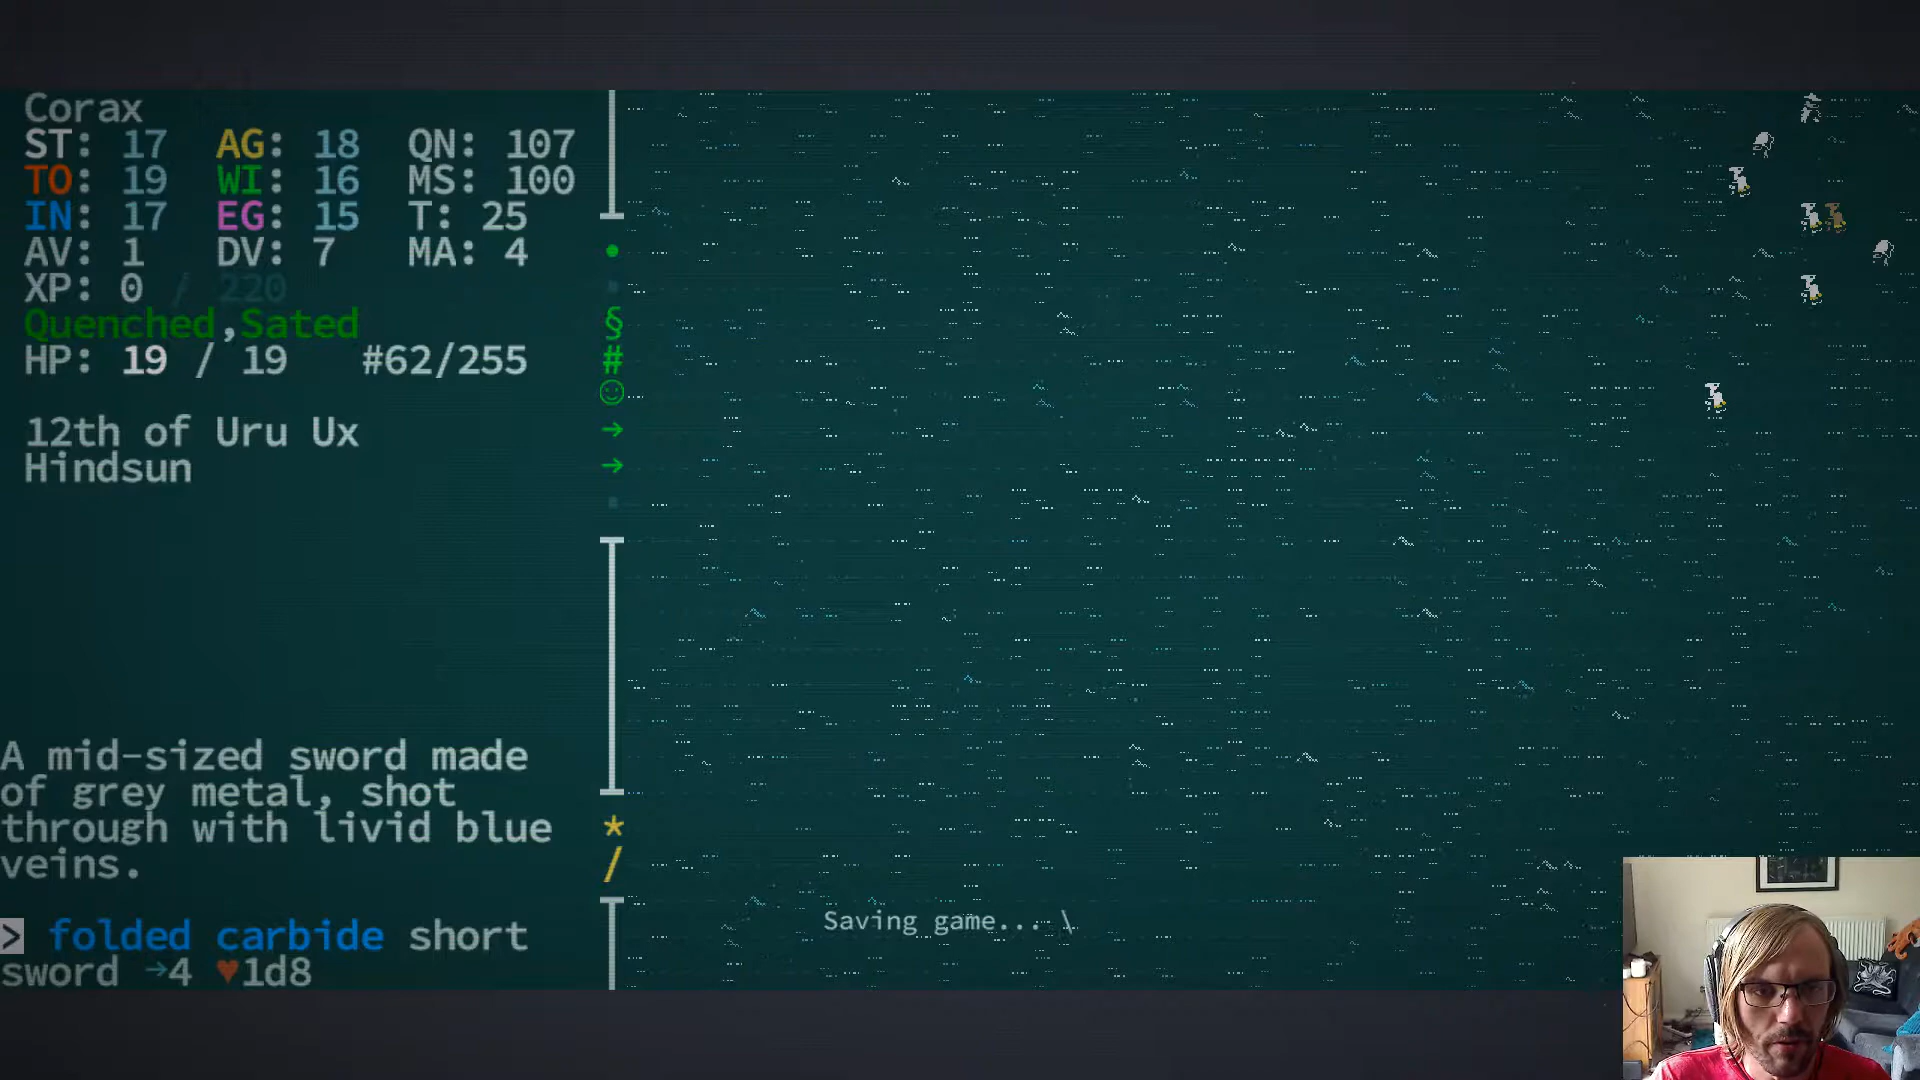 Corax
ST: 17 AG: 18 QN: 107
TO: 19 WI: 16 MS: 100
IN: 17 EG: 15 T: 25
AV: 1 DV: 7 MA: 4
XP: 0 / 220
Quenched,Sated
HP: 19 / 19 #62/255
12th of Uru Ux
Hindsun
A mid-sized sword made
of grey metal, shot
through with livid blue
veins.
> folded carbide short
sword →4 ♥1d8
§
#
☺
→
→
*
/
Saving game... \